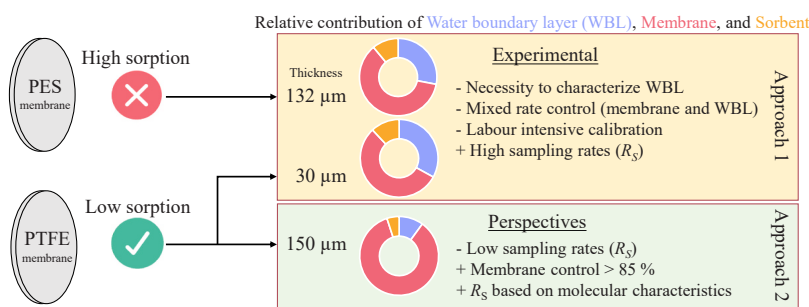 Relative contribution of Water boundary layer (WBL), Membrane, and Sorbent
PES
membrane
High sorption
Thickness
132 µm
Experimental
- Necessity to characterize WBL
- Mixed rate control (membrane and WBL)
- Labour intensive calibration
+ High sampling rates (R_S)
30 µm
Approach 1
PTFE
membrane
Low sorption
150 µm
Perspectives
- Low sampling rates (R_S)
+ Membrane control > 85 %
+ R_S based on molecular characteristics
Approach 2